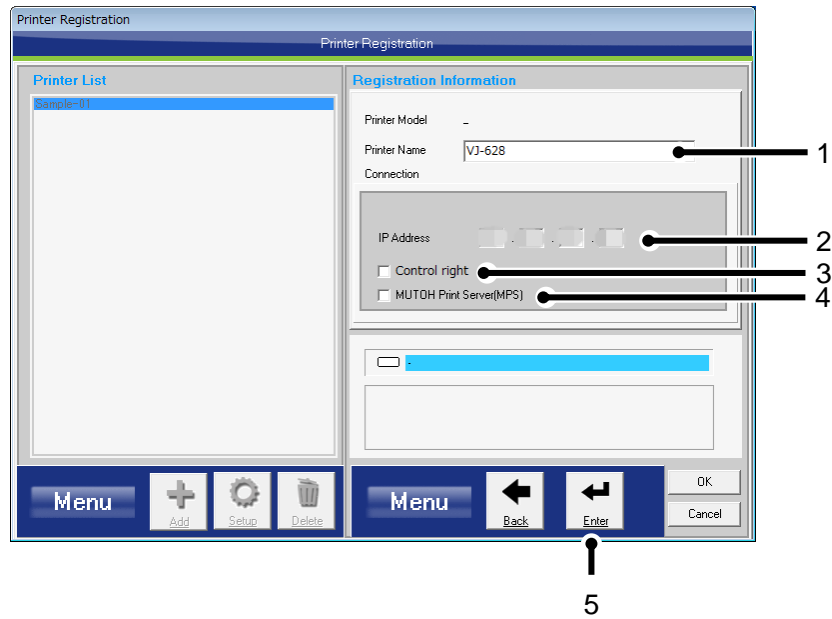 Printer Registration
Printer Registration
Printer List
Sample-01
Registration Information
Printer Model -
Printer Name VJ-628
Connection
IP Address . . .
Control right
MUTOH Print Server(MPS)
-
Menu
Add
Setup
Delete
Menu
Back
Enter
OK
Cancel
1
2
3
4
5